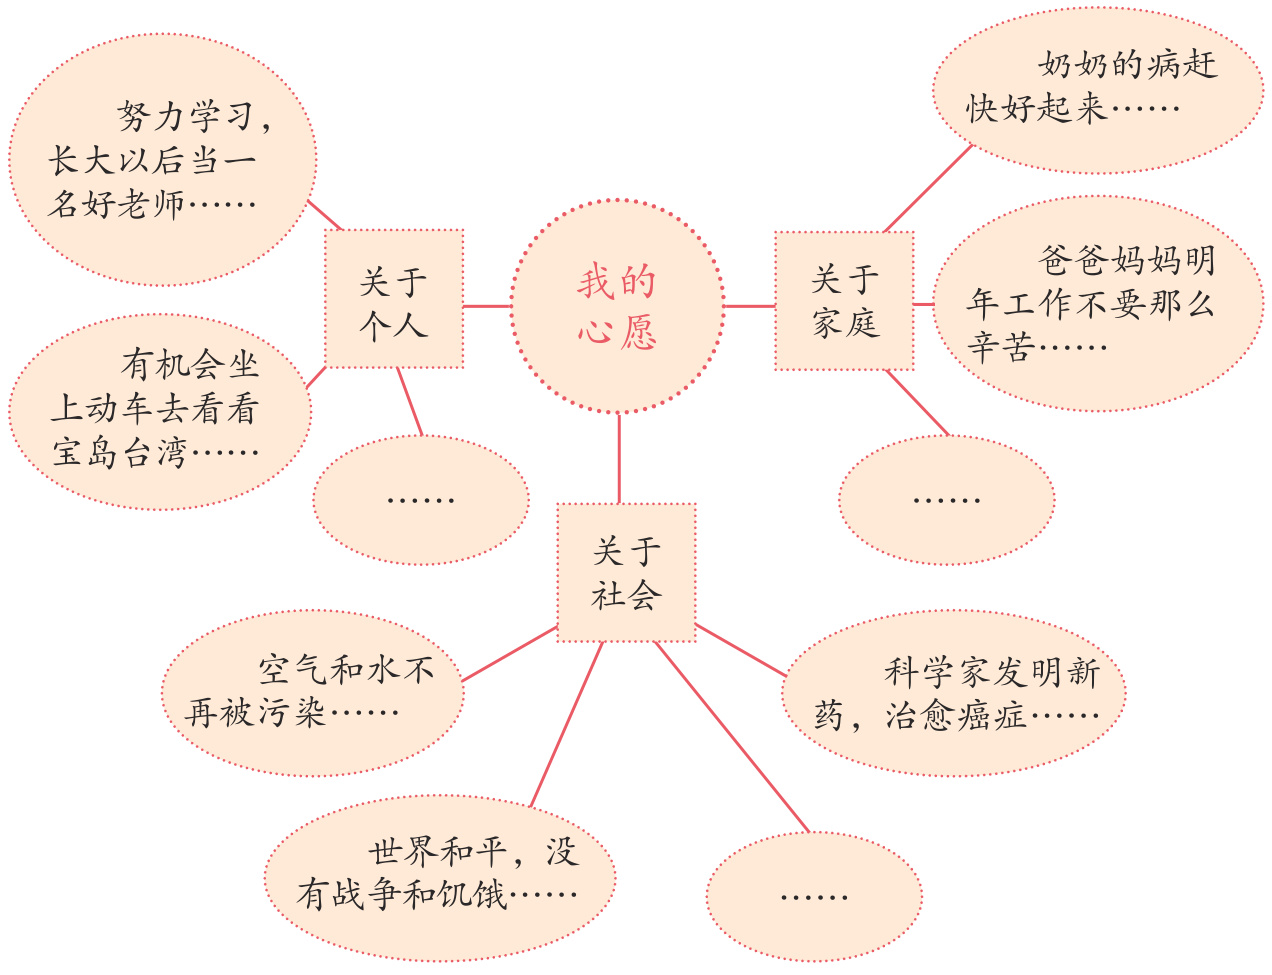 我的
心愿
关于
个人
努力学习，
长大以后当一
名好老师……
有机会坐
上动车去看看
宝岛台湾……
……
关于
家庭
奶奶的病赶
快好起来……
爸爸妈妈明
年工作不要那么
辛苦……
……
关于
社会
空气和水不
再被污染……
世界和平，没
有战争和饥饿……
……
科学家发明新
药，治愈癌症……